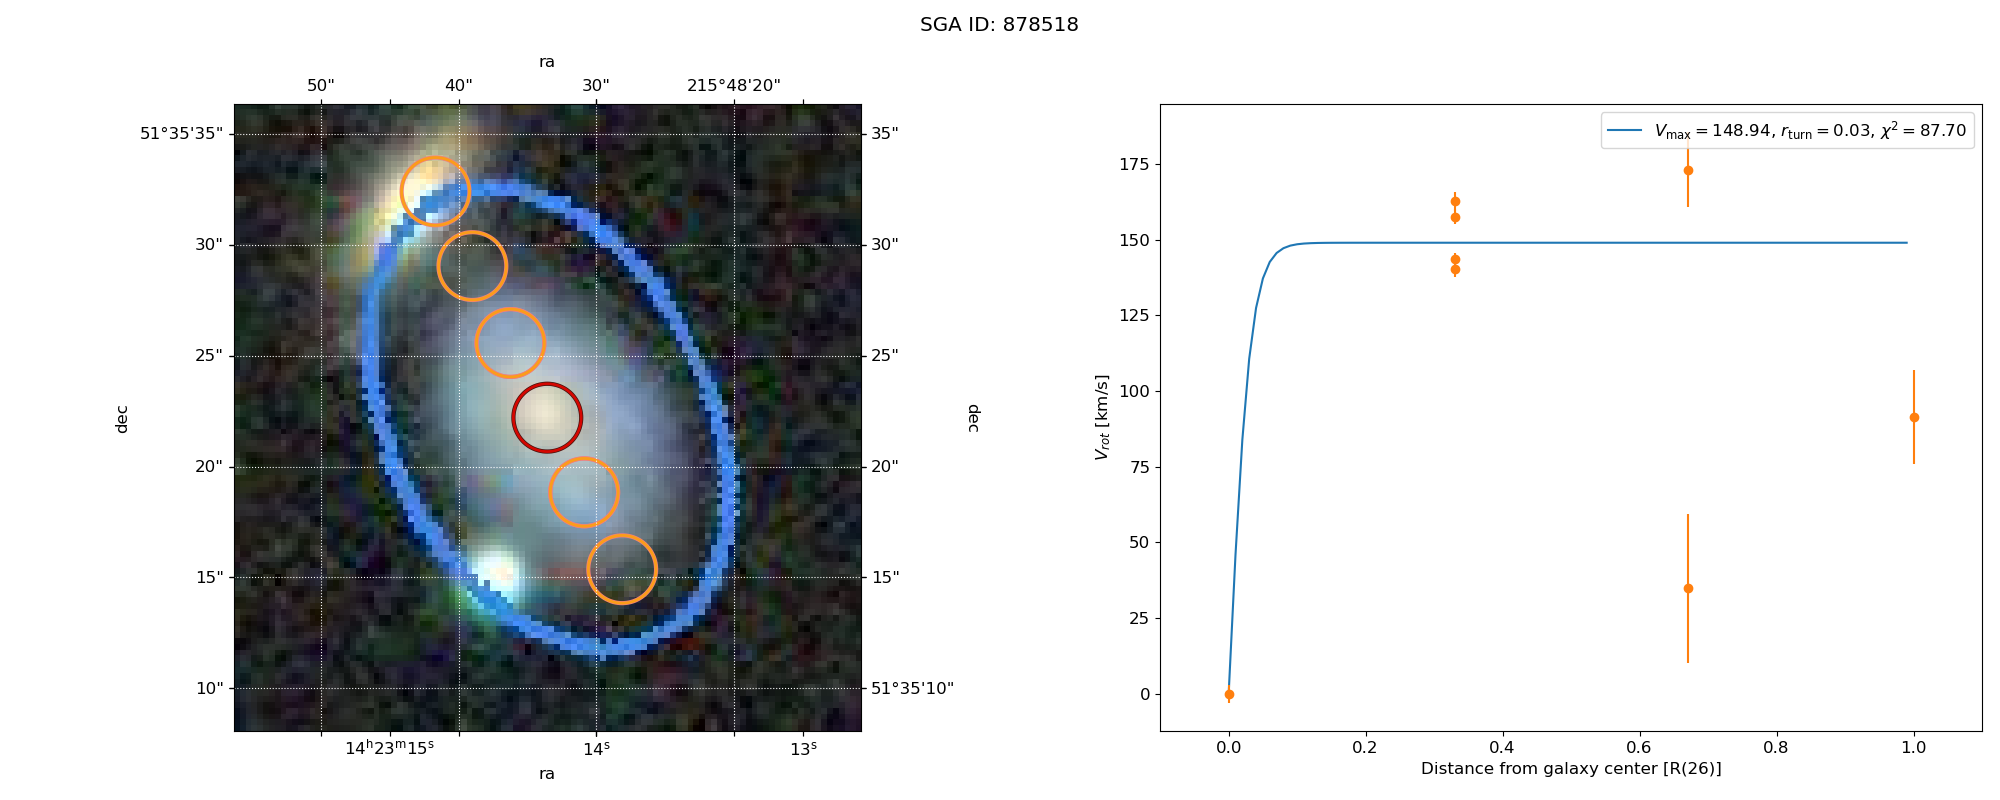 SGA ID: 878518
ra
50" 40" 30" 215°48'20"
51°35'35" 35"
30" 30"
25" 25"
20" 20"
15" 15"
10" 51°35'10"
dec
dec
14ʰ23ᵐ15ˢ 14ˢ 13ˢ
ra
V_max = 148.94, r_turn = 0.03, χ² = 87.70
175
150
125
100
75
50
25
0
V_rot [km/s]
0.0 0.2 0.4 0.6 0.8 1.0
Distance from galaxy center [R(26)]